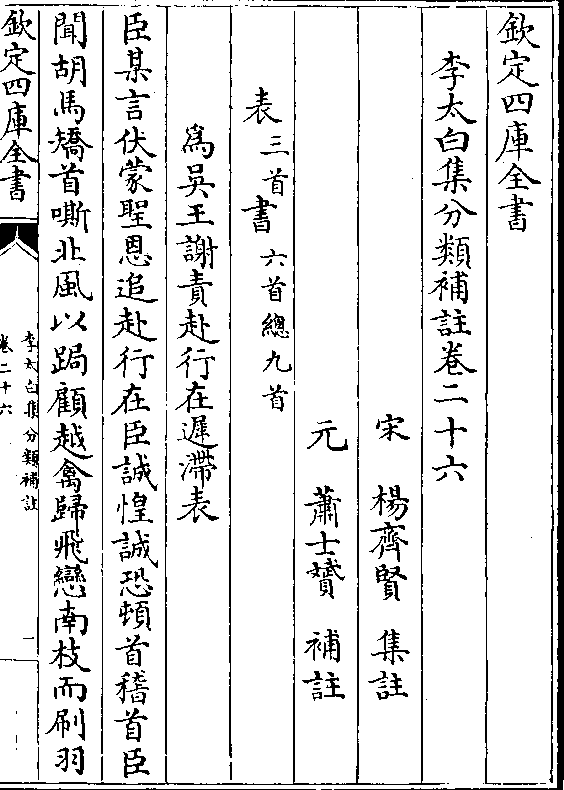 欽定四庫全書
李太白集分類補註卷二十六
宋 楊齊賢 集註
元 蕭士贇 補註
表三首書六首總九首
為吳王謝責赴行在遲滯表
臣某言伏蒙聖恩追赴行在臣誠惶誠恐頓首稽首臣
聞胡馬矯首嘶北風以跼顧越禽歸飛戀南枝而刷羽
欽定四庫全書
李太白集分類補註
卷二十六
一